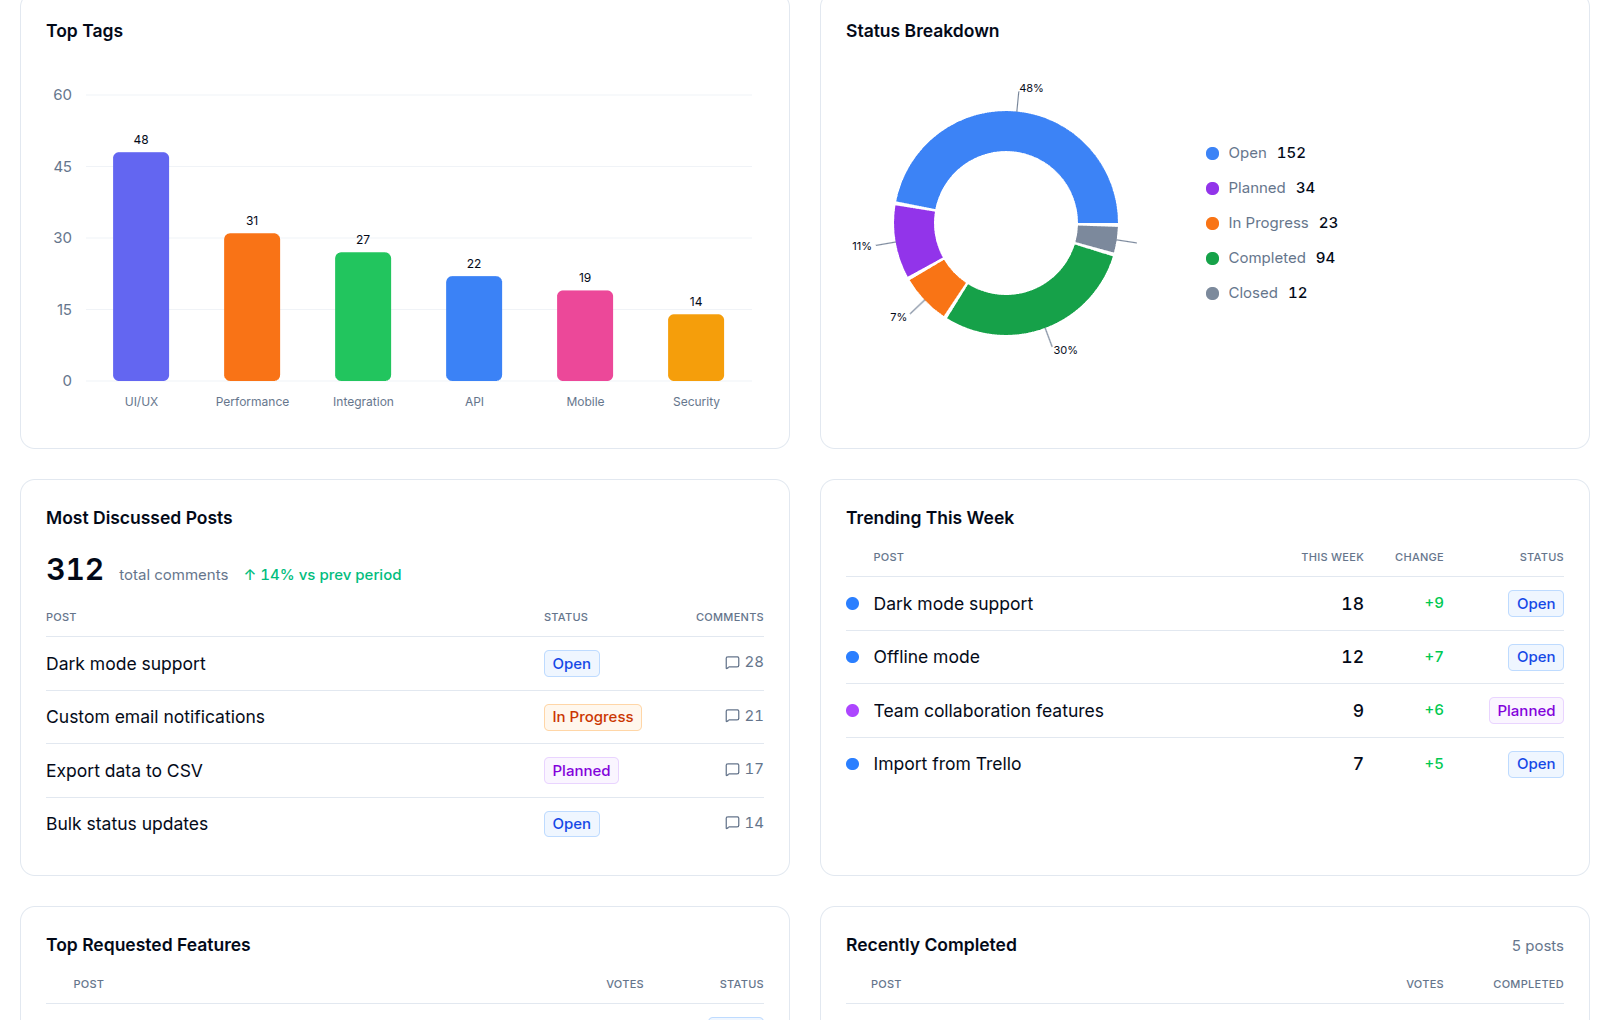 Top Tags
60
45
30
15
0
48
31
27
22
19
14
UI/UX
Performance
Integration
API
Mobile
Security
Status Breakdown
48%
11%
7%
30%
Open 152
Planned 34
In Progress 23
Completed 94
Closed 12
Most Discussed Posts
312 total comments ↑ 14% vs prev period
POST STATUS COMMENTS
Dark mode support Open 28
Custom email notifications In Progress 21
Export data to CSV Planned 17
Bulk status updates Open 14
Trending This Week
POST THIS WEEK CHANGE STATUS
Dark mode support 18 +9 Open
Offline mode 12 +7 Open
Team collaboration features 9 +6 Planned
Import from Trello 7 +5 Open
Top Requested Features
POST VOTES STATUS
Recently Completed 5 posts
POST VOTES COMPLETED